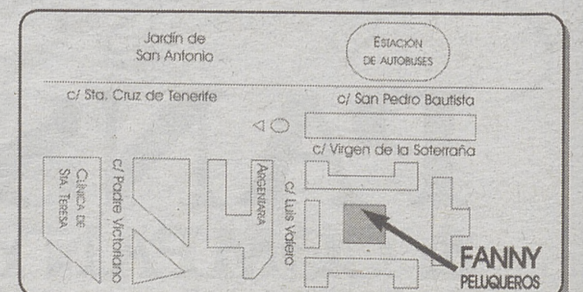 Jardín de
San Antonio
ESTACIÓN
DE AUTOBUSES
c/ Sta. Cruz de Tenerife
c/ San Pedro Bautista
c/ Virgen de la Soterraña
CLÍNICA DE
STA. TERESA
c/ Padre Victoriano
ARGENTARIA
c/ Luis Valero
FANNY
PELUQUEROS